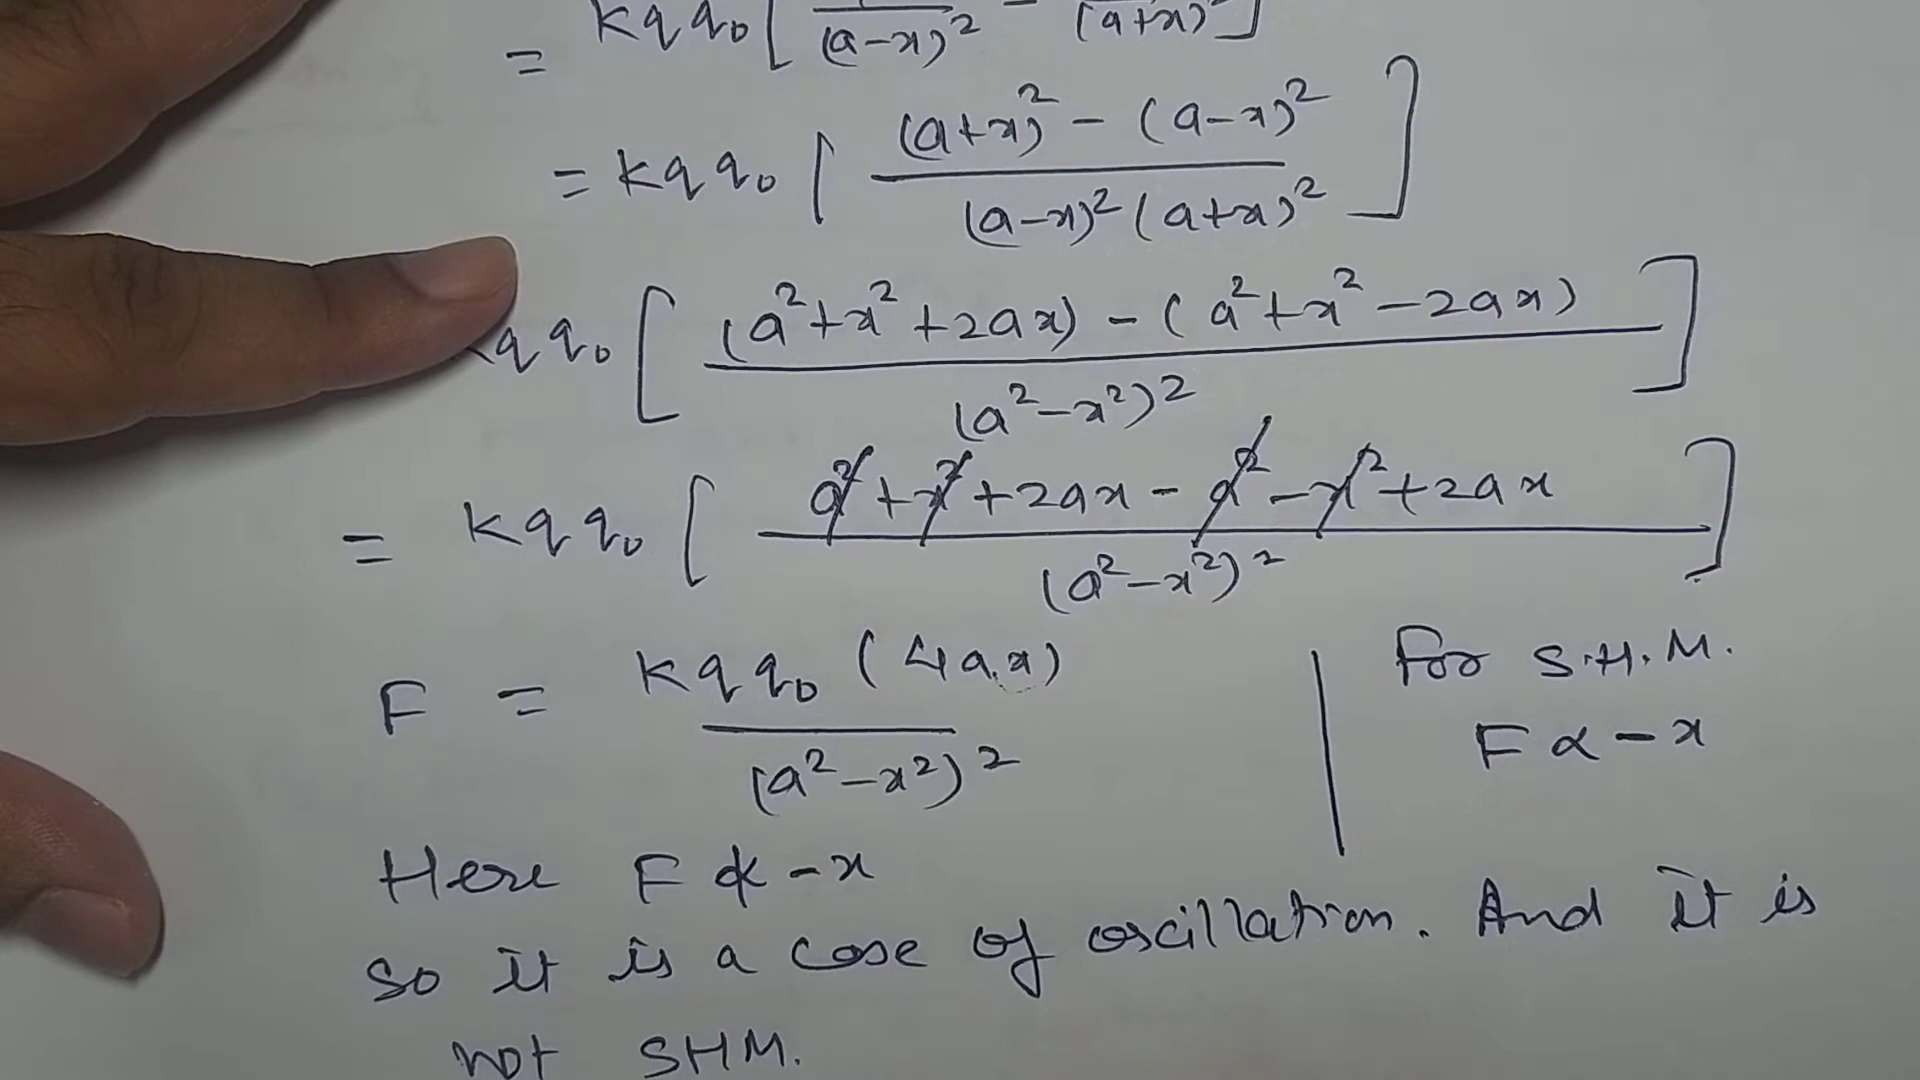 = kqq₀[ 1/(a-x)² - 1/(a+x)² ]
= kqq₀ [ ((a+x)² - (a-x)²) / ((a-x)²(a+x)²) ]
kqq₀ [ ((a²+x²+2ax) - (a²+x²-2ax)) / (a²-x²)² ]
= kqq₀ [ (a²+x²+2ax-a²-x²+2ax) / (a²-x²)² ]
F = kqq₀(4ax) / (a²-x²)²
For S.H.M.
F ∝ -x
Here F ∝̸ -x
so it is a case of oscillation. And it is
not SHM.